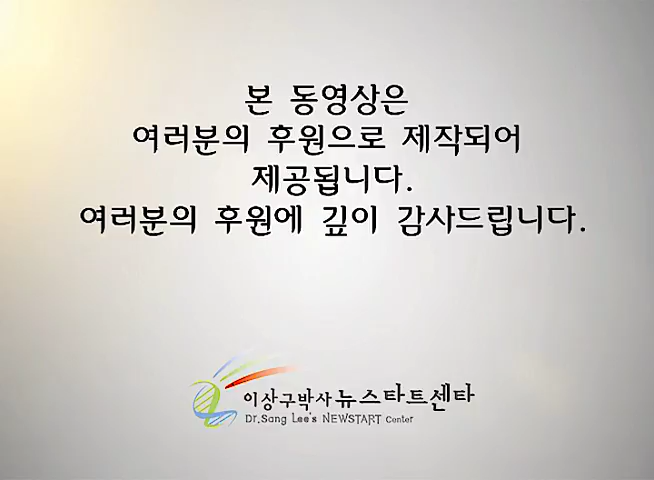 본 동영상은
여러분의 후원으로 제작되어
제공됩니다.
여러분의 후원에 깊이 감사드립니다.
이상구박사 뉴스타트센타
Dr.Sang Lee's NEWSTART Center